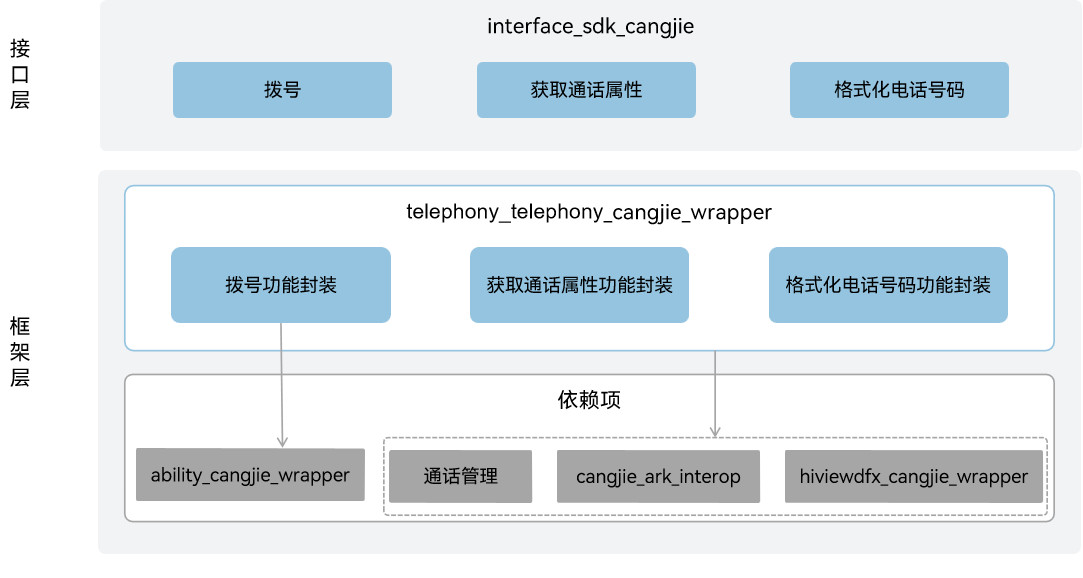 接口层
interface_sdk_cangjie
拨号
获取通话属性
格式化电话号码
框架层
telephony_telephony_cangjie_wrapper
拨号功能封装
获取通话属性功能封装
格式化电话号码功能封装
依赖项
ability_cangjie_wrapper
通话管理
cangjie_ark_interop
hiviewdfx_cangjie_wrapper